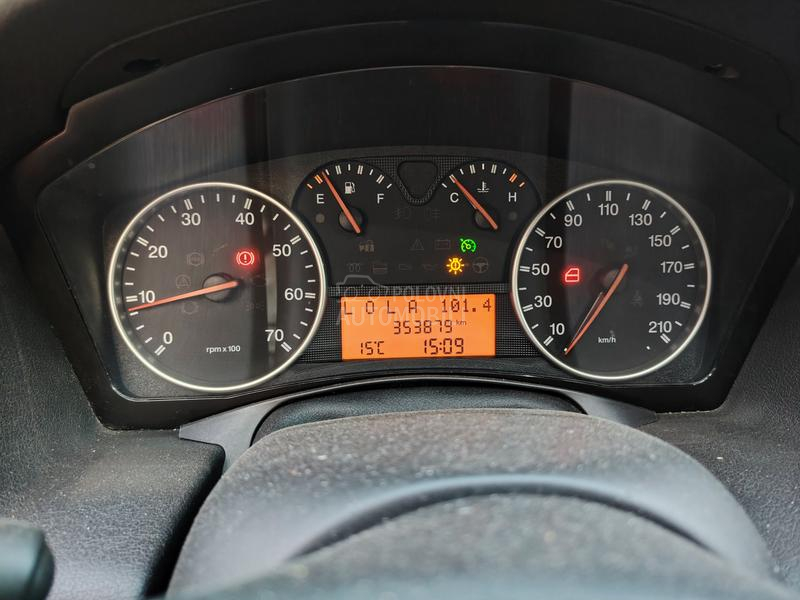 0 10 20 30 40 50 60 70
rpm x 100
E F
C H
10 30 50 70 90 110 130 150 170 190 210
km/h
POLOVNI
AUTOMOBILI
L O L A 101.4
353879 km
15°C 15:09